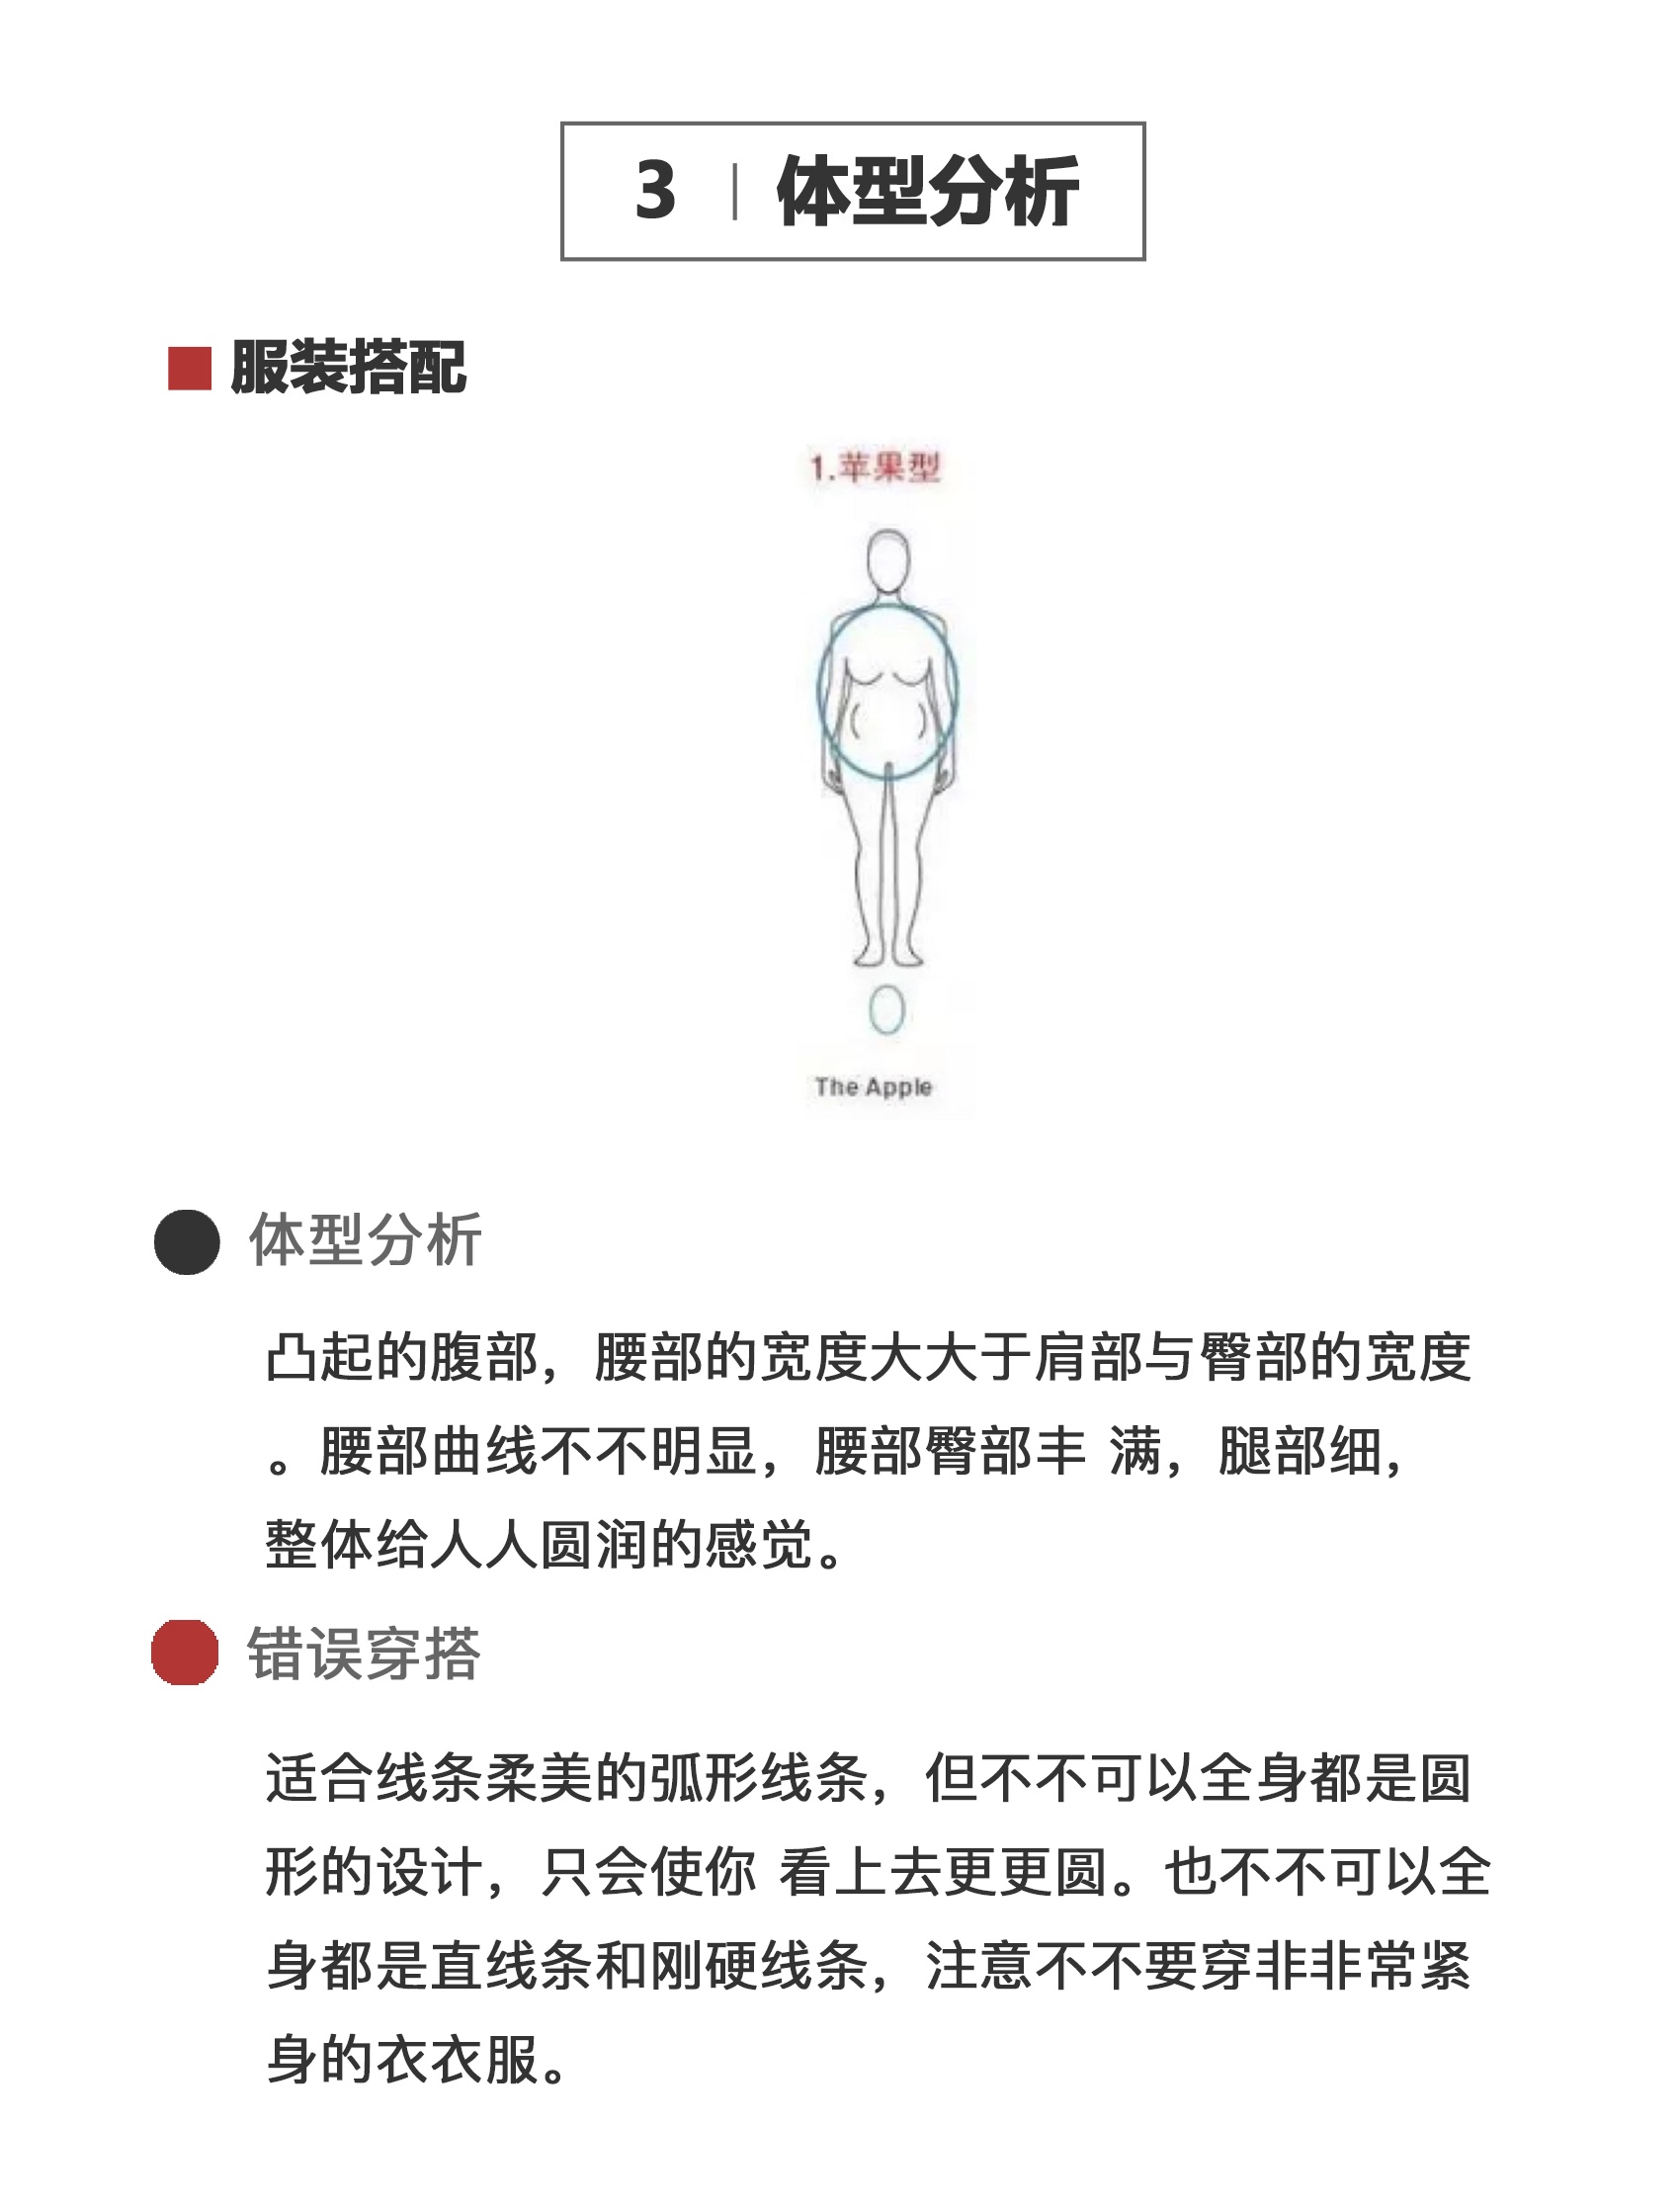 3 | 体型分析
服装搭配
1.苹果型
The Apple
体型分析
凸起的腹部，腰部的宽度大大于肩部与臀部的宽度
。腰部曲线不不明显，腰部臀部丰 满，腿部细，
整体给人人圆润的感觉。
错误穿搭
适合线条柔美的弧形线条，但不不可以全身都是圆
形的设计，只会使你 看上去更更圆。也不不可以全
身都是直线条和刚硬线条，注意不不要穿非非常紧
身的衣衣服。